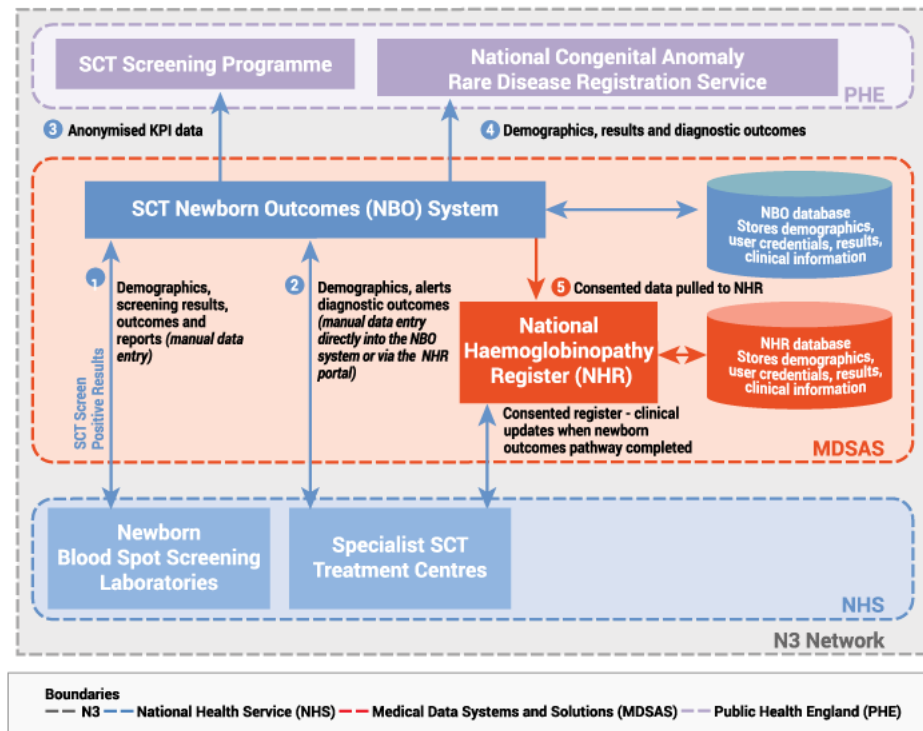 SCT Screening Programme
National Congenital Anomaly
Rare Disease Registration Service
PHE
3 Anonymised KPI data
4 Demographics, results and diagnostic outcomes
SCT Newborn Outcomes (NBO) System
NBO database
Stores demographics,
user credentials, results,
clinical information
1
Demographics,
screening results,
outcomes and
reports (manual data
entry)
SCT Screen
Positive Results
2
Demographics, alerts
diagnostic outcomes
(manual data entry
directly into the NBO
system or via the NHR
portal)
5 Consented data pulled to NHR
National
Haemoglobinopathy
Register (NHR)
NHR database
Stores demographics,
user credentials, results,
clinical information
Consented register - clinical
updates when newborn
outcomes pathway completed
MDSAS
Newborn
Blood Spot Screening
Laboratories
Specialist SCT
Treatment Centres
NHS
N3 Network
Boundaries
N3 National Health Service (NHS) Medical Data Systems and Solutions (MDSAS) Public Health England (PHE)